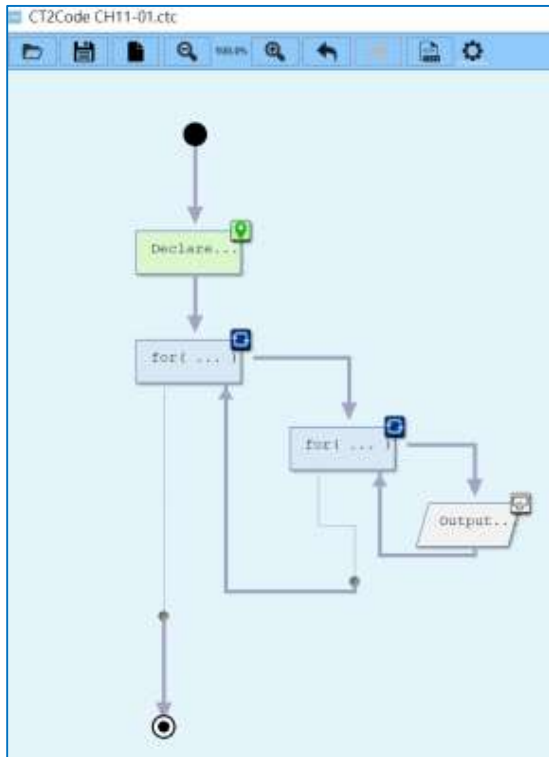 CT2Code CH11-01.ctc
Declare...
for( ... )
for( ... )
Output..